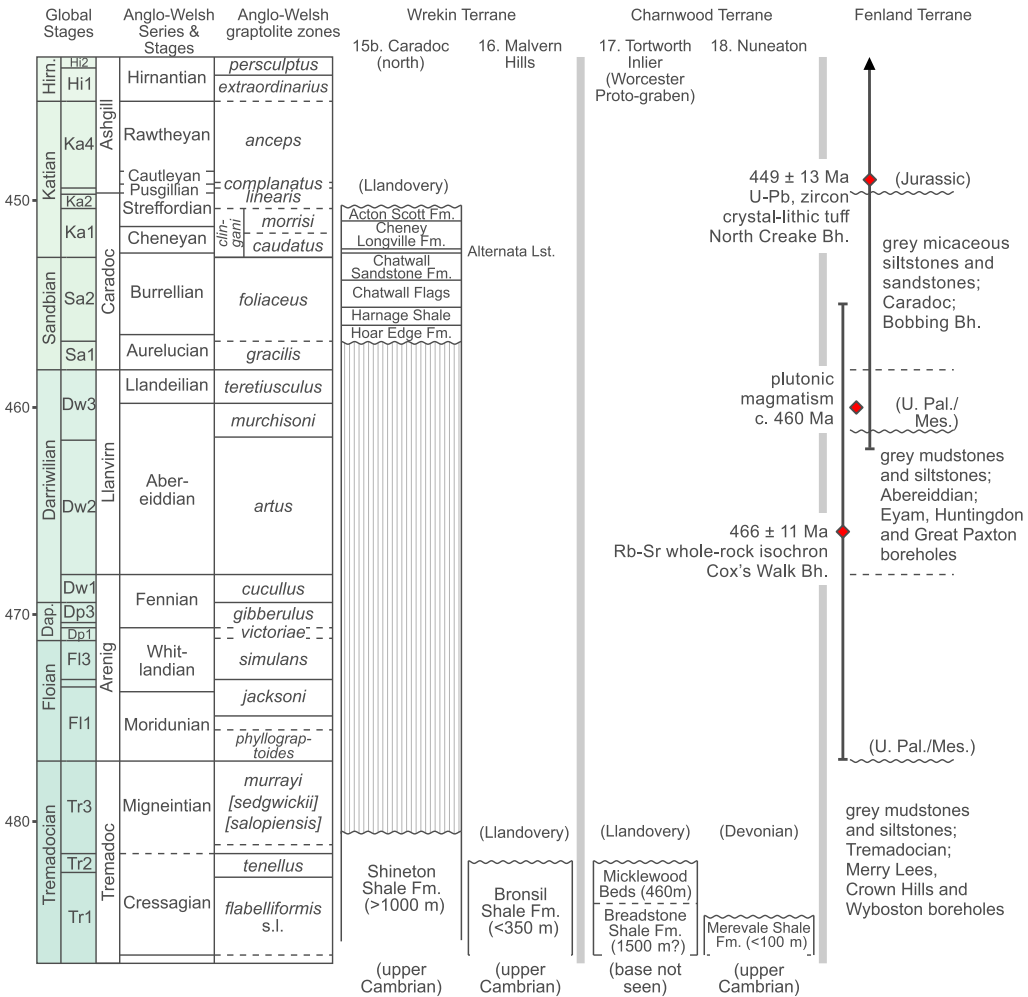 Global
Stages
Anglo-Welsh
Series &
Stages
Anglo-Welsh
graptolite zones
Wrekin Terrane
15b. Caradoc
(north)
16. Malvern
Hills
Charnwood Terrane
17. Tortworth
Inlier
(Worcester
Proto-graben)
18. Nuneaton
Fenland Terrane
450
460
470
480
Hirn.
Katian
Sandbian
Darriwilian
Dap.
Floian
Tremadocian
Hi2
Hi1
Ka4
Ka2
Ka1
Sa2
Sa1
Dw3
Dw2
Dw1
Dp3
Dp1
Fl3
Fl1
Tr3
Tr2
Tr1
Ashgill
Caradoc
Llanvirn
Arenig
Tremadoc
Hirnantian
Rawtheyan
Cautleyan
Pusgillian
Streffordian
Cheneyan
Burrellian
Aurelucian
Llandeilian
Aber-
eiddian
Fennian
Whit-
landian
Moridunian
Migneintian
Cressagian
persculptus
extraordinarius
anceps
complanatus
linearis
clin-
gani
morrisi
caudatus
foliaceus
gracilis
teretiusculus
murchisoni
artus
cucullus
gibberulus
victoriae
simulans
jacksoni
phyllograp-
toides
murrayi
[sedgwickii]
[salopiensis]
tenellus
flabelliformis
s.l.
(Llandovery)
Acton Scott Fm.
Cheney
Longville Fm.
Chatwall
Sandstone Fm.
Chatwall Flags
Harnage Shale
Hoar Edge Fm.
Shineton
Shale Fm.
(>1000 m)
(upper
Cambrian)
Alternata Lst.
(Llandovery)
Bronsil
Shale Fm.
(<350 m)
(upper
Cambrian)
(Llandovery)
Micklewood
Beds (460m)
Breadstone
Shale Fm.
(1500 m?)
(base not
seen)
(Devonian)
Merevale Shale
Fm. (<100 m)
(upper
Cambrian)
449 ± 13 Ma
U-Pb, zircon
crystal-lithic tuff
North Creake Bh.
(Jurassic)
grey micaceous
siltstones and
sandstones;
Caradoc;
Bobbing Bh.
plutonic
magmatism
c. 460 Ma
(U. Pal./
Mes.)
grey mudstones
and siltstones;
Abereiddian;
Eyam, Huntingdon
and Great Paxton
boreholes
466 ± 11 Ma
Rb-Sr whole-rock isochron
Cox's Walk Bh.
(U. Pal./Mes.)
grey mudstones
and siltstones;
Tremadocian;
Merry Lees,
Crown Hills and
Wyboston boreholes